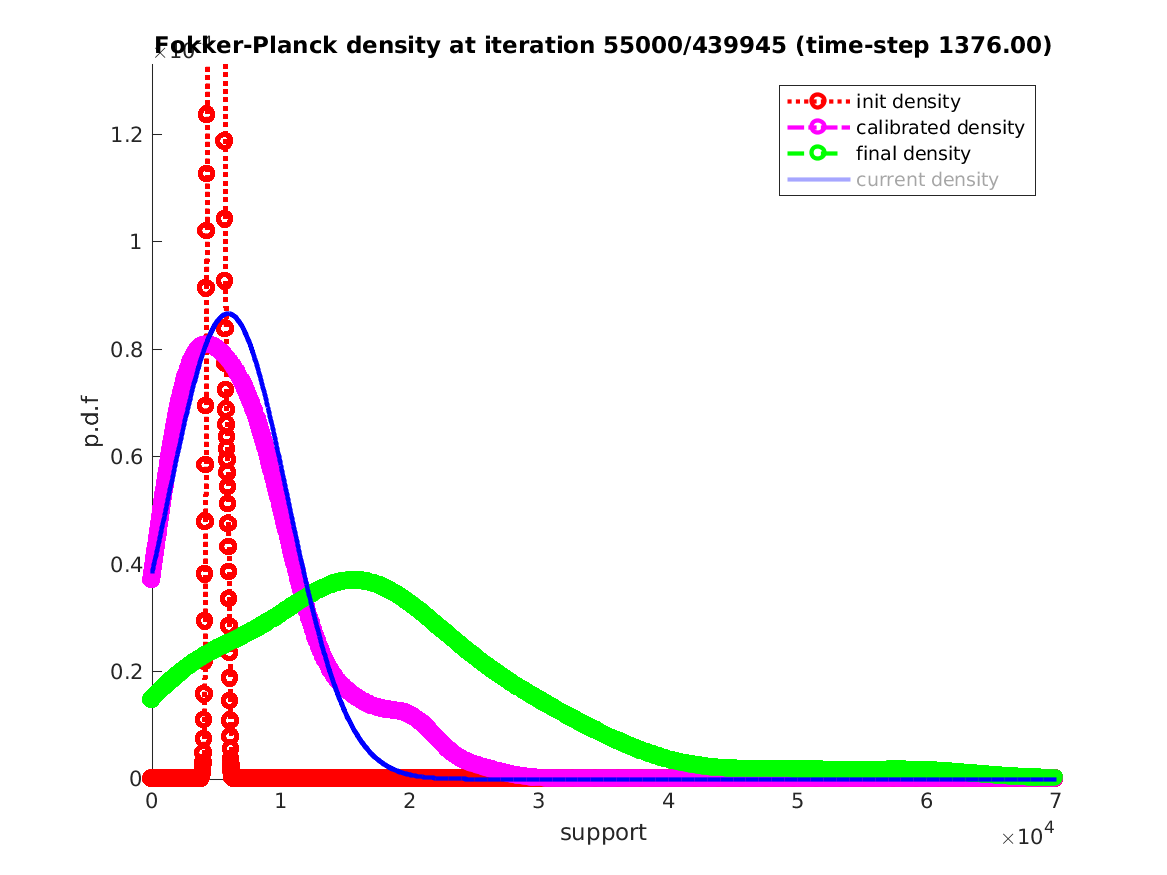 Fokker-Planck density at iteration 55000/439945 (time-step 1376.00)
init density
calibrated density
final density
current density
1.2
1
0.8
0.6
0.4
0.2
0
p.d.f
0 1 2 3 4 5 6 7
support
×10^4